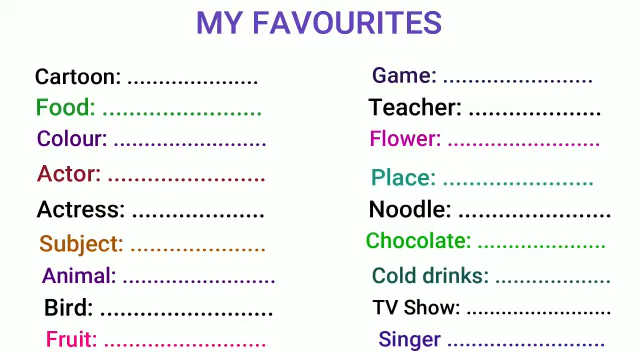 MY FAVOURITES
Cartoon: .....................
Food: .........................
Colour: ........................
Actor: .........................
Actress: .....................
Subject: .....................
Animal: ........................
Bird: ...........................
Fruit: ..........................
Game: ........................
Teacher: .....................
Flower: ........................
Place: ........................
Noodle: ........................
Chocolate: ....................
Cold drinks: ..................
TV Show: .......................
Singer .........................